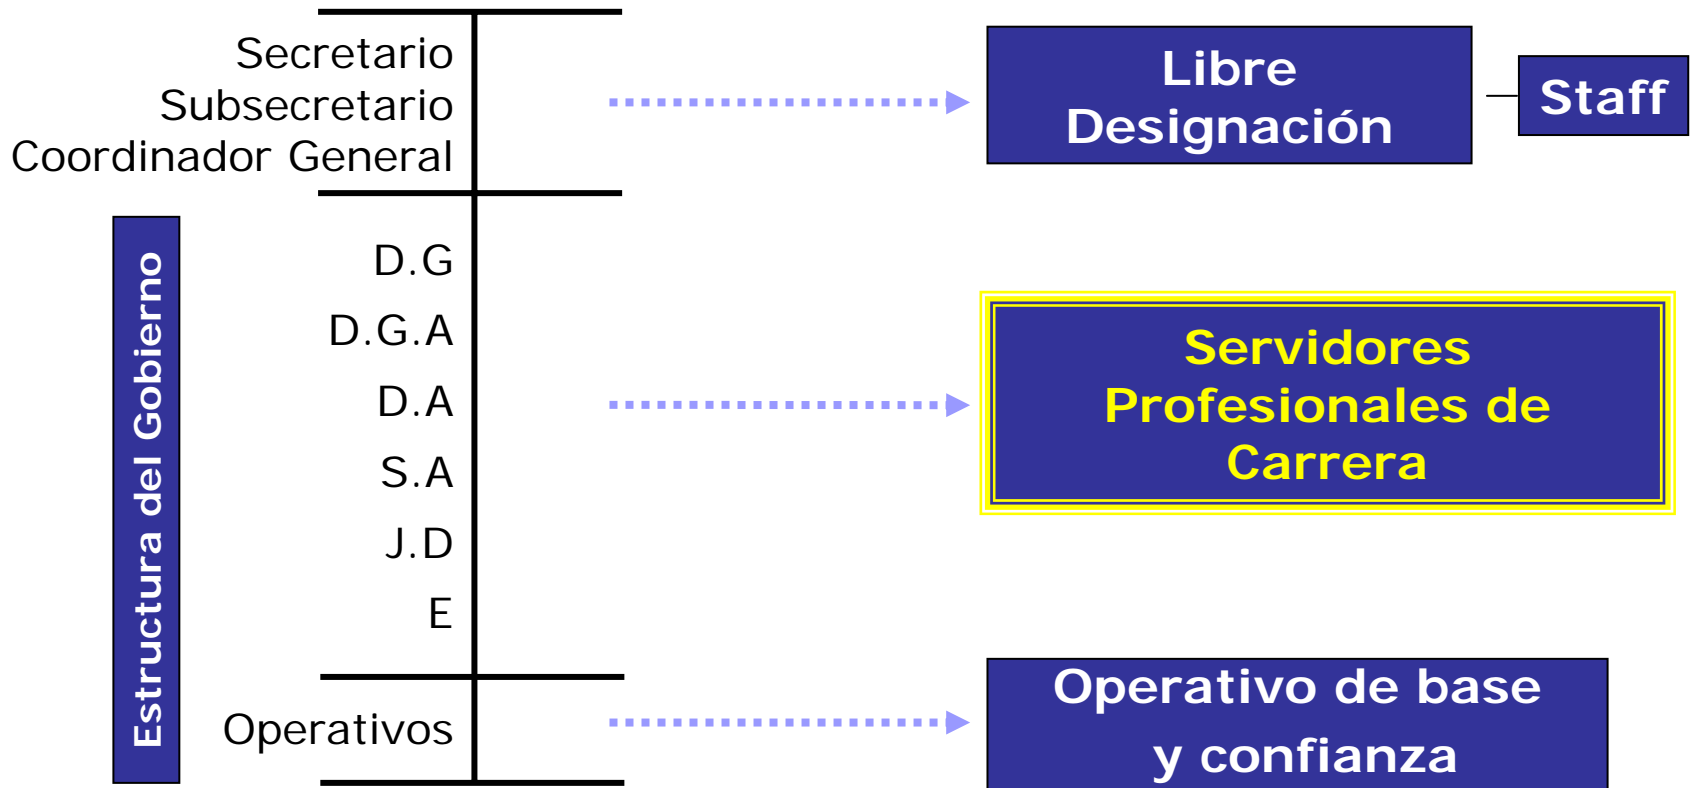 Secretario
Subsecretario
Coordinador General
Libre
Designación
Staff
Estructura del Gobierno
D.G
D.G.A
D.A
S.A
J.D
E
Servidores
Profesionales de
Carrera
Operativos
Operativo de base
y confianza